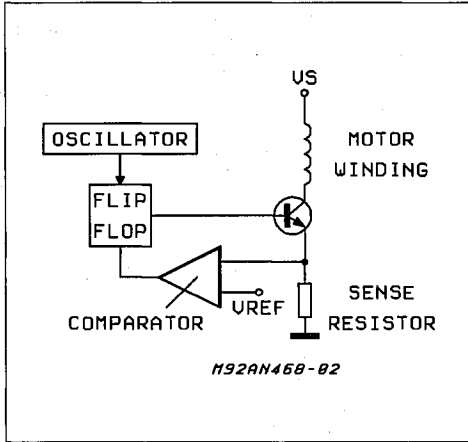 VS
OSCILLATOR
MOTOR
WINDING
FLIP
FLOP
COMPARATOR
VREF
SENSE
RESISTOR
M92AN468-02